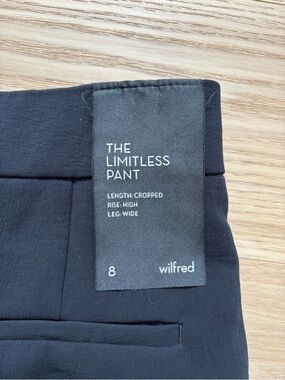 THE
LIMITLESS
PANT
LENGTH: CROPPED
RISE: HIGH
LEG: WIDE
8 wilfred